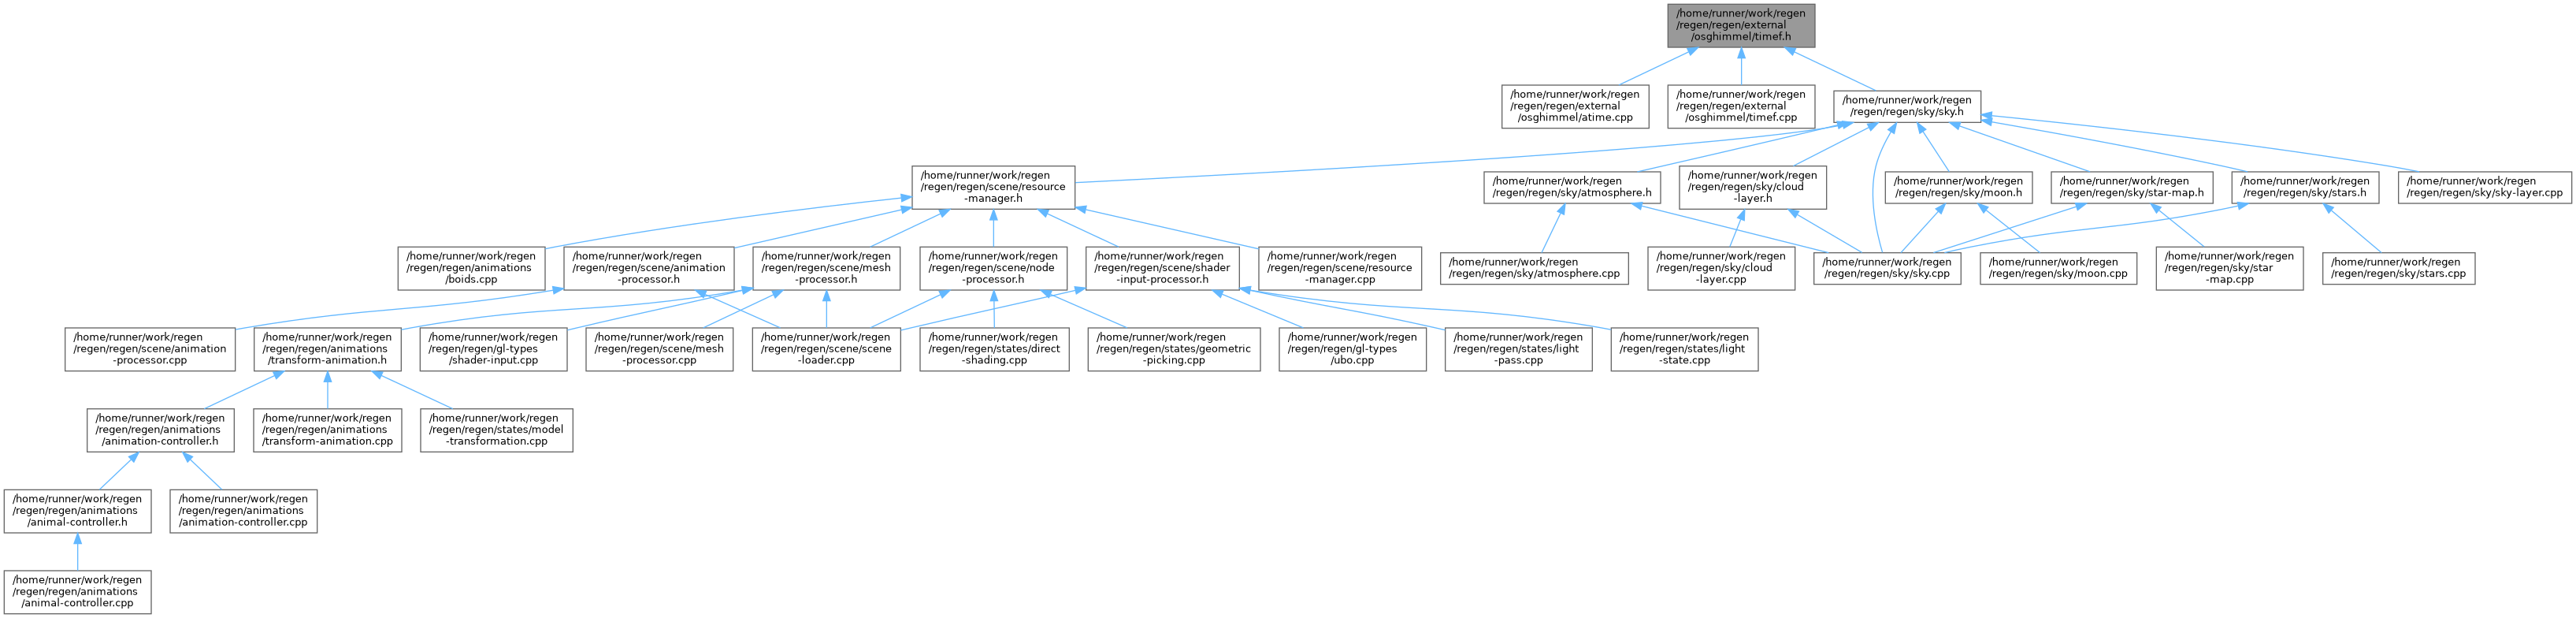 /home/runner/work/regen
/regen/regen/external
/osghimmel/timef.h
/home/runner/work/regen
/regen/regen/external
/osghimmel/atime.cpp
/home/runner/work/regen
/regen/regen/external
/osghimmel/timef.cpp
/home/runner/work/regen
/regen/regen/sky/sky.h
/home/runner/work/regen
/regen/regen/scene/resource
-manager.h
/home/runner/work/regen
/regen/regen/sky/atmosphere.h
/home/runner/work/regen
/regen/regen/sky/cloud
-layer.h
/home/runner/work/regen
/regen/regen/sky/moon.h
/home/runner/work/regen
/regen/regen/sky/star-map.h
/home/runner/work/regen
/regen/regen/sky/stars.h
/home/runner/work/regen
/regen/regen/sky/sky-layer.cpp
/home/runner/work/regen
/regen/regen/animations
/boids.cpp
/home/runner/work/regen
/regen/regen/scene/animation
-processor.h
/home/runner/work/regen
/regen/regen/scene/mesh
-processor.h
/home/runner/work/regen
/regen/regen/scene/node
-processor.h
/home/runner/work/regen
/regen/regen/scene/shader
-input-processor.h
/home/runner/work/regen
/regen/regen/scene/resource
-manager.cpp
/home/runner/work/regen
/regen/regen/sky/atmosphere.cpp
/home/runner/work/regen
/regen/regen/sky/cloud
-layer.cpp
/home/runner/work/regen
/regen/regen/sky/sky.cpp
/home/runner/work/regen
/regen/regen/sky/moon.cpp
/home/runner/work/regen
/regen/regen/sky/star
-map.cpp
/home/runner/work/regen
/regen/regen/sky/stars.cpp
/home/runner/work/regen
/regen/regen/scene/animation
-processor.cpp
/home/runner/work/regen
/regen/regen/animations
/transform-animation.h
/home/runner/work/regen
/regen/regen/gl-types
/shader-input.cpp
/home/runner/work/regen
/regen/regen/scene/mesh
-processor.cpp
/home/runner/work/regen
/regen/regen/scene/scene
-loader.cpp
/home/runner/work/regen
/regen/regen/states/direct
-shading.cpp
/home/runner/work/regen
/regen/regen/states/geometric
-picking.cpp
/home/runner/work/regen
/regen/regen/gl-types
/ubo.cpp
/home/runner/work/regen
/regen/regen/states/light
-pass.cpp
/home/runner/work/regen
/regen/regen/states/light
-state.cpp
/home/runner/work/regen
/regen/regen/animations
/animation-controller.h
/home/runner/work/regen
/regen/regen/animations
/transform-animation.cpp
/home/runner/work/regen
/regen/regen/states/model
-transformation.cpp
/home/runner/work/regen
/regen/regen/animations
/animal-controller.h
/home/runner/work/regen
/regen/regen/animations
/animation-controller.cpp
/home/runner/work/regen
/regen/regen/animations
/animal-controller.cpp